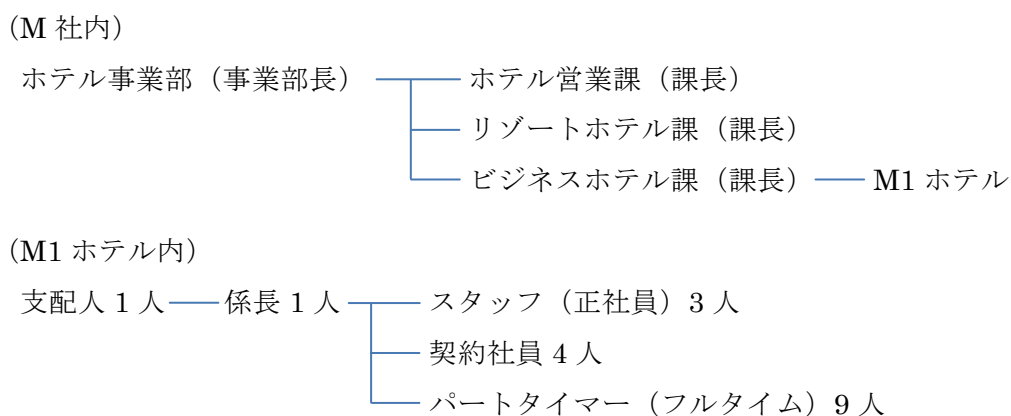 (M 社内)
ホテル事業部（事業部長） ホテル営業課（課長）
リゾートホテル課（課長）
ビジネスホテル課（課長） M1 ホテル
(M1 ホテル内)
支配人 1 人 係長 1 人 スタッフ（正社員）3 人
契約社員 4 人
パートタイマー（フルタイム）9 人